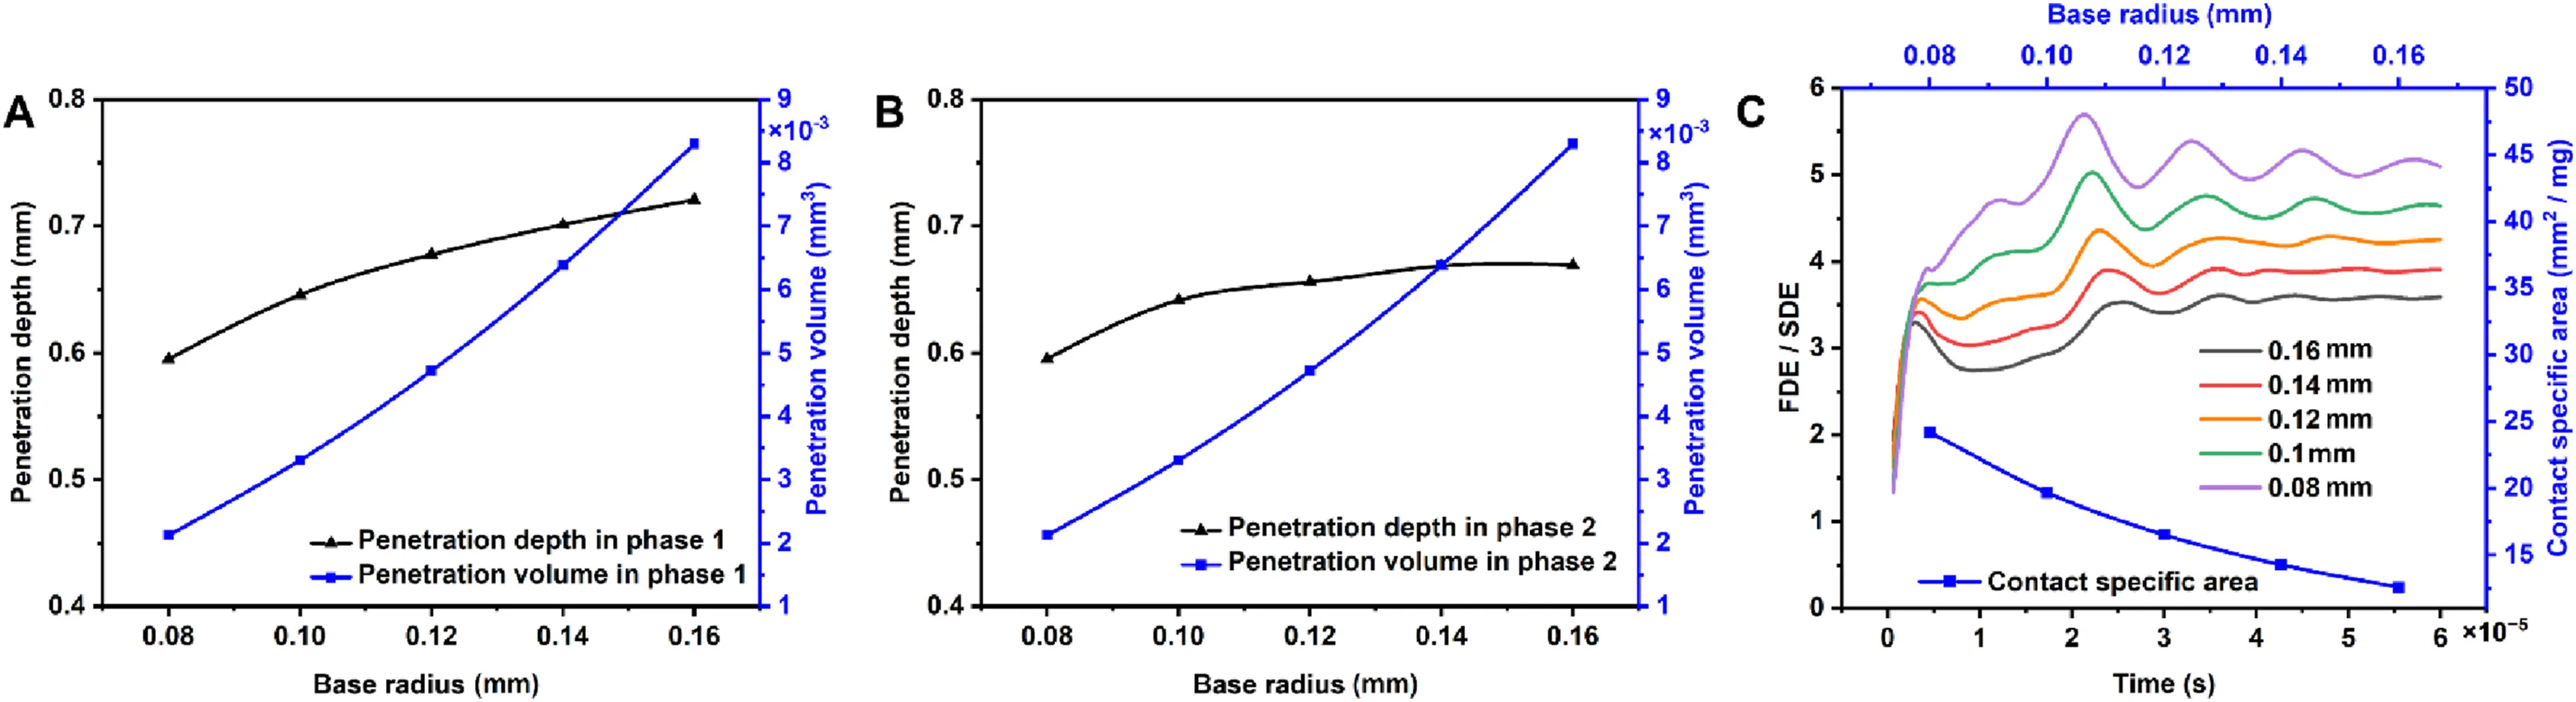 A
Penetration depth (mm)
0.8
0.7
0.6
0.5
0.4
0.08 0.10 0.12 0.14 0.16
Base radius (mm)
9
×10⁻³
8
7
6
5
4
3
2
1
Penetration volume (mm³)
Penetration depth in phase 1
Penetration volume in phase 1
B
Penetration depth (mm)
0.8
0.7
0.6
0.5
0.4
0.08 0.10 0.12 0.14 0.16
Base radius (mm)
9
×10⁻³
8
7
6
5
4
3
2
1
Penetration volume (mm³)
Penetration depth in phase 2
Penetration volume in phase 2
C
Base radius (mm)
0.08 0.10 0.12 0.14 0.16
FDE / SDE
6
5
4
3
2
1
0
0 1 2 3 4 5 6 ×10⁻⁵
Time (s)
50
45
40
35
30
25
20
15
Contact specific area (mm² / mg)
0.16 mm
0.14 mm
0.12 mm
0.1mm
0.08 mm
Contact specific area